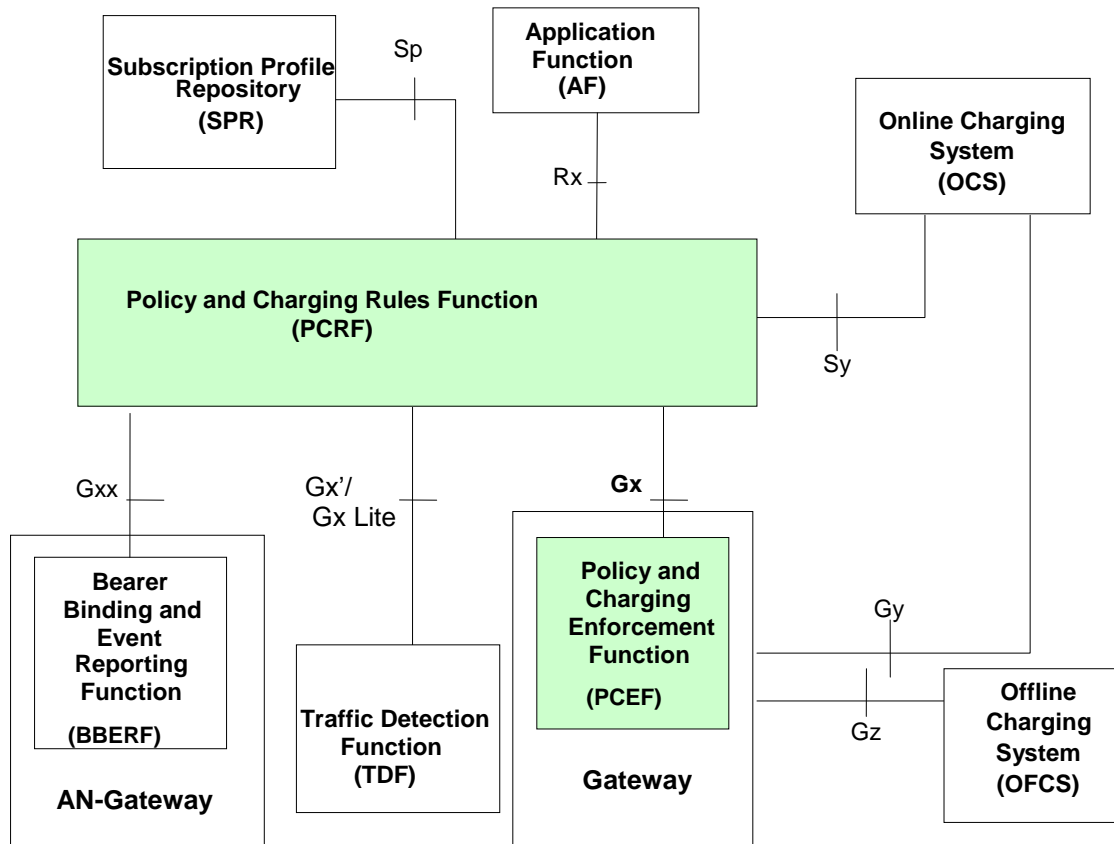 Sp
Subscription Profile
Repository
(SPR)
Application
Function
(AF)
Online Charging
System
(OCS)
Rx
Policy and Charging Rules Function
(PCRF)
Sy
Gxx
Gx’/
Gx Lite
Gx
Bearer
Binding and
Event
Reporting
Function
(BBERF)
AN-Gateway
Traffic Detection
Function
(TDF)
Policy and
Charging
Enforcement
Function
(PCEF)
Gateway
Gy
Gz
Offline
Charging
System
(OFCS)